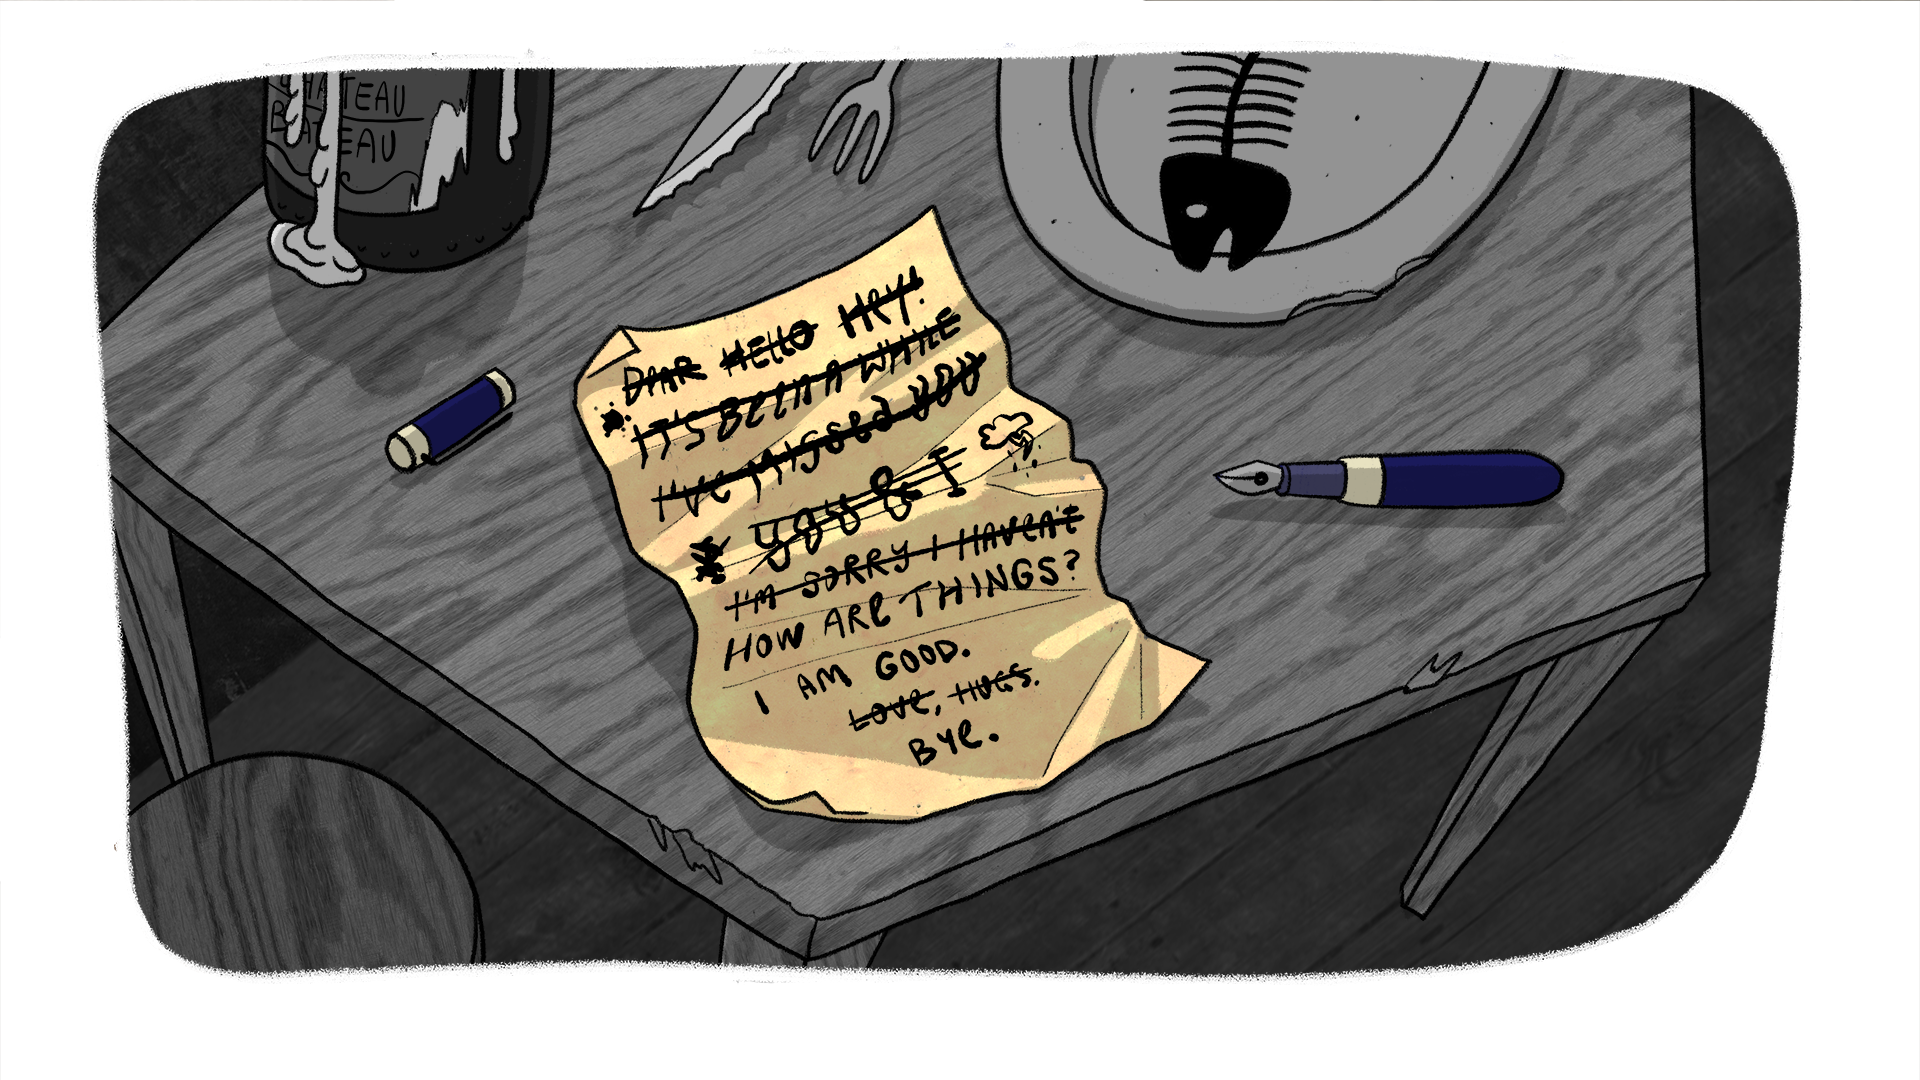 CHATEAU
BATEAU
DEAR HELLO HEY!
IT'S BEEN A WHILE
I'VE MISSED YOU
YOU & I
I'M SORRY I HAVEN'T
HOW ARE THINGS?
I AM GOOD.
LOVE, HUGS.
BYE.